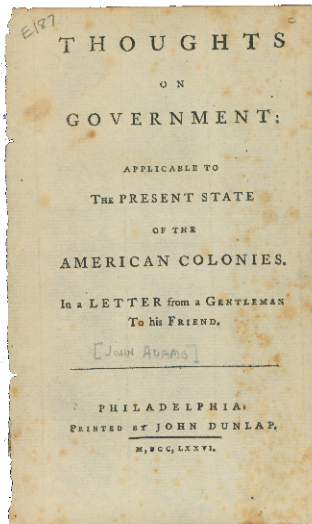 E187
THOUGHTS
ON
GOVERNMENT:
APPLICABLE TO
THE PRESENT STATE
OF THE
AMERICAN COLONIES.
In a LETTER from a GENTLEMAN
To his FRIEND.
[JOHN ADAMS]
PHILADELPHIA:
PRINTED BY JOHN DUNLAP.
M,DCC,LXXVI.